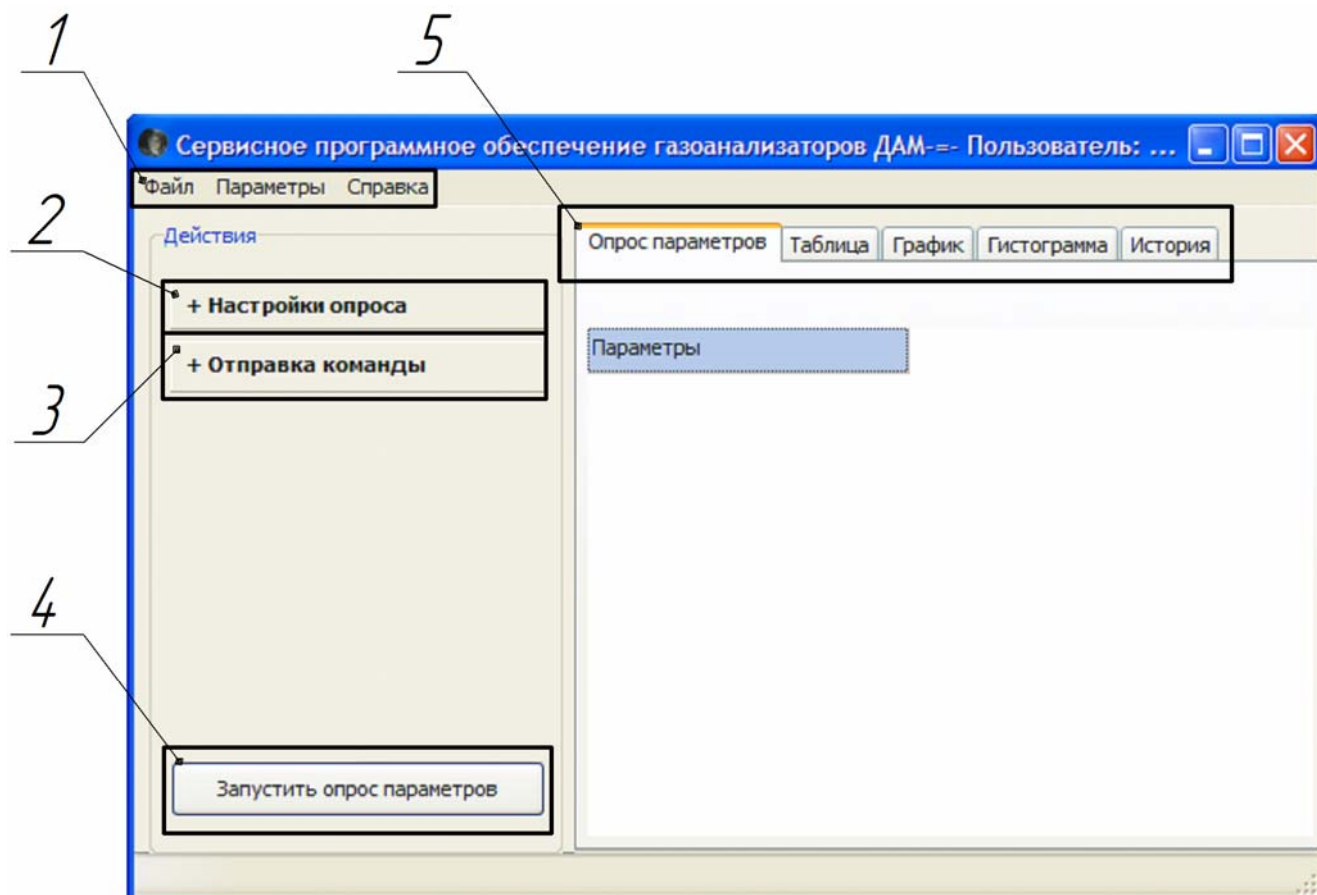 1
5
Сервисное программное обеспечение газоанализаторов ДАМ-=- Пользователь: ...
Файл Параметры Справка
2
Действия
Опрос параметров Таблица График Гистограмма История
+ Настройки опроса
Параметры
+ Отправка команды
3
4
Запустить опрос параметров